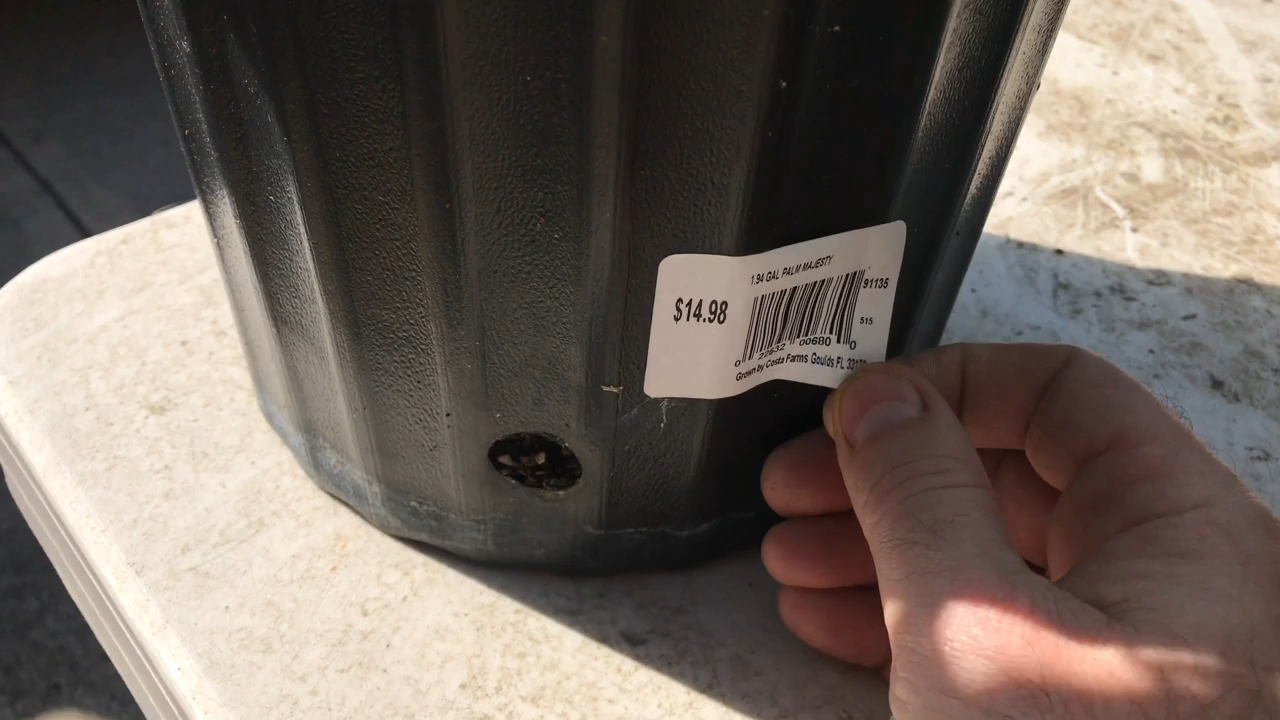 1.94 GAL PALM MAJESTY
$14.98
91135
515
0 22532 00680 0
Grown by Costa Farms Goulds FL